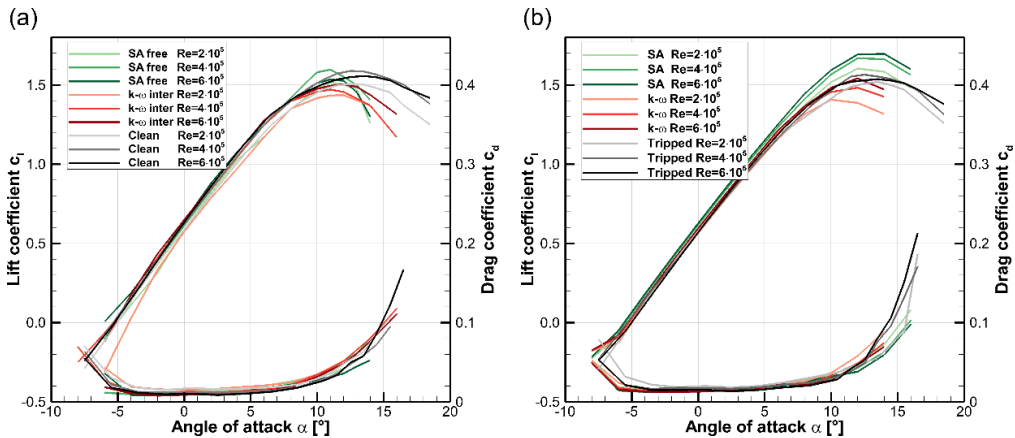 (a)
SA free Re=2·10⁵
SA free Re=4·10⁵
SA free Re=6·10⁵
k-ω inter Re=2·10⁵
k-ω inter Re=4·10⁵
k-ω inter Re=6·10⁵
Clean Re=2·10⁵
Clean Re=4·10⁵
Clean Re=6·10⁵
Lift coefficient cₗ
1.5
1.0
0.5
0.0
-0.5
Drag coefficient c_d
0.4
0.3
0.2
0.1
0
-10 -5 0 5 10 15 20
Angle of attack α [°]
(b)
SA Re=2·10⁵
SA Re=4·10⁵
SA Re=6·10⁵
k-ω Re=2·10⁵
k-ω Re=4·10⁵
k-ω Re=6·10⁵
Tripped Re=2·10⁵
Tripped Re=4·10⁵
Tripped Re=6·10⁵
Lift coefficient cₗ
1.5
1.0
0.5
0.0
-0.5
Drag coefficient c_d
0.4
0.3
0.2
0.1
0
-10 -5 0 5 10 15 20
Angle of attack α [°]